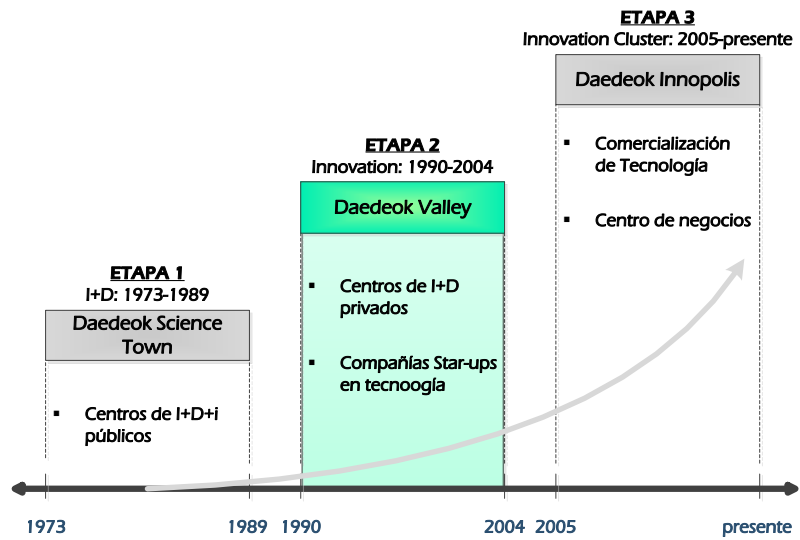 ETAPA 3
Innovation Cluster: 2005-presente
Daedeok Innopolis
▪ Comercialización
de Tecnología
▪ Centro de negocios
ETAPA 2
Innovation: 1990-2004
Daedeok Valley
▪ Centros de I+D
privados
▪ Compañías Star-ups
en tecnoogía
ETAPA 1
I+D: 1973-1989
Daedeok Science
Town
▪ Centros de I+D+i
públicos
1973 1989 1990 2004 2005 presente